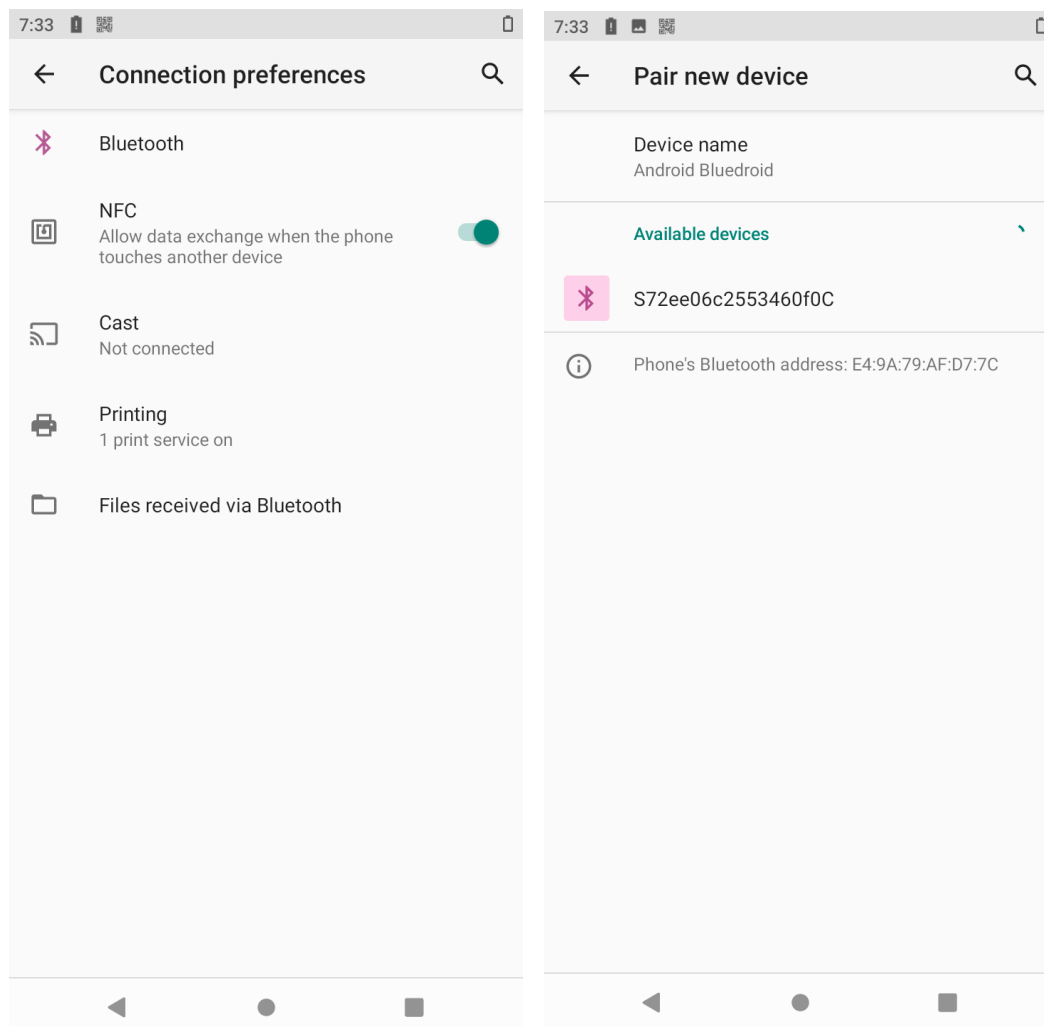 7:33
Connection preferences
Bluetooth
NFC
Allow data exchange when the phone
touches another device
Cast
Not connected
Printing
1 print service on
Files received via Bluetooth
7:33
Pair new device
Device name
Android Bluedroid
Available devices
S72ee06c2553460f0C
Phone's Bluetooth address: E4:9A:79:AF:D7:7C